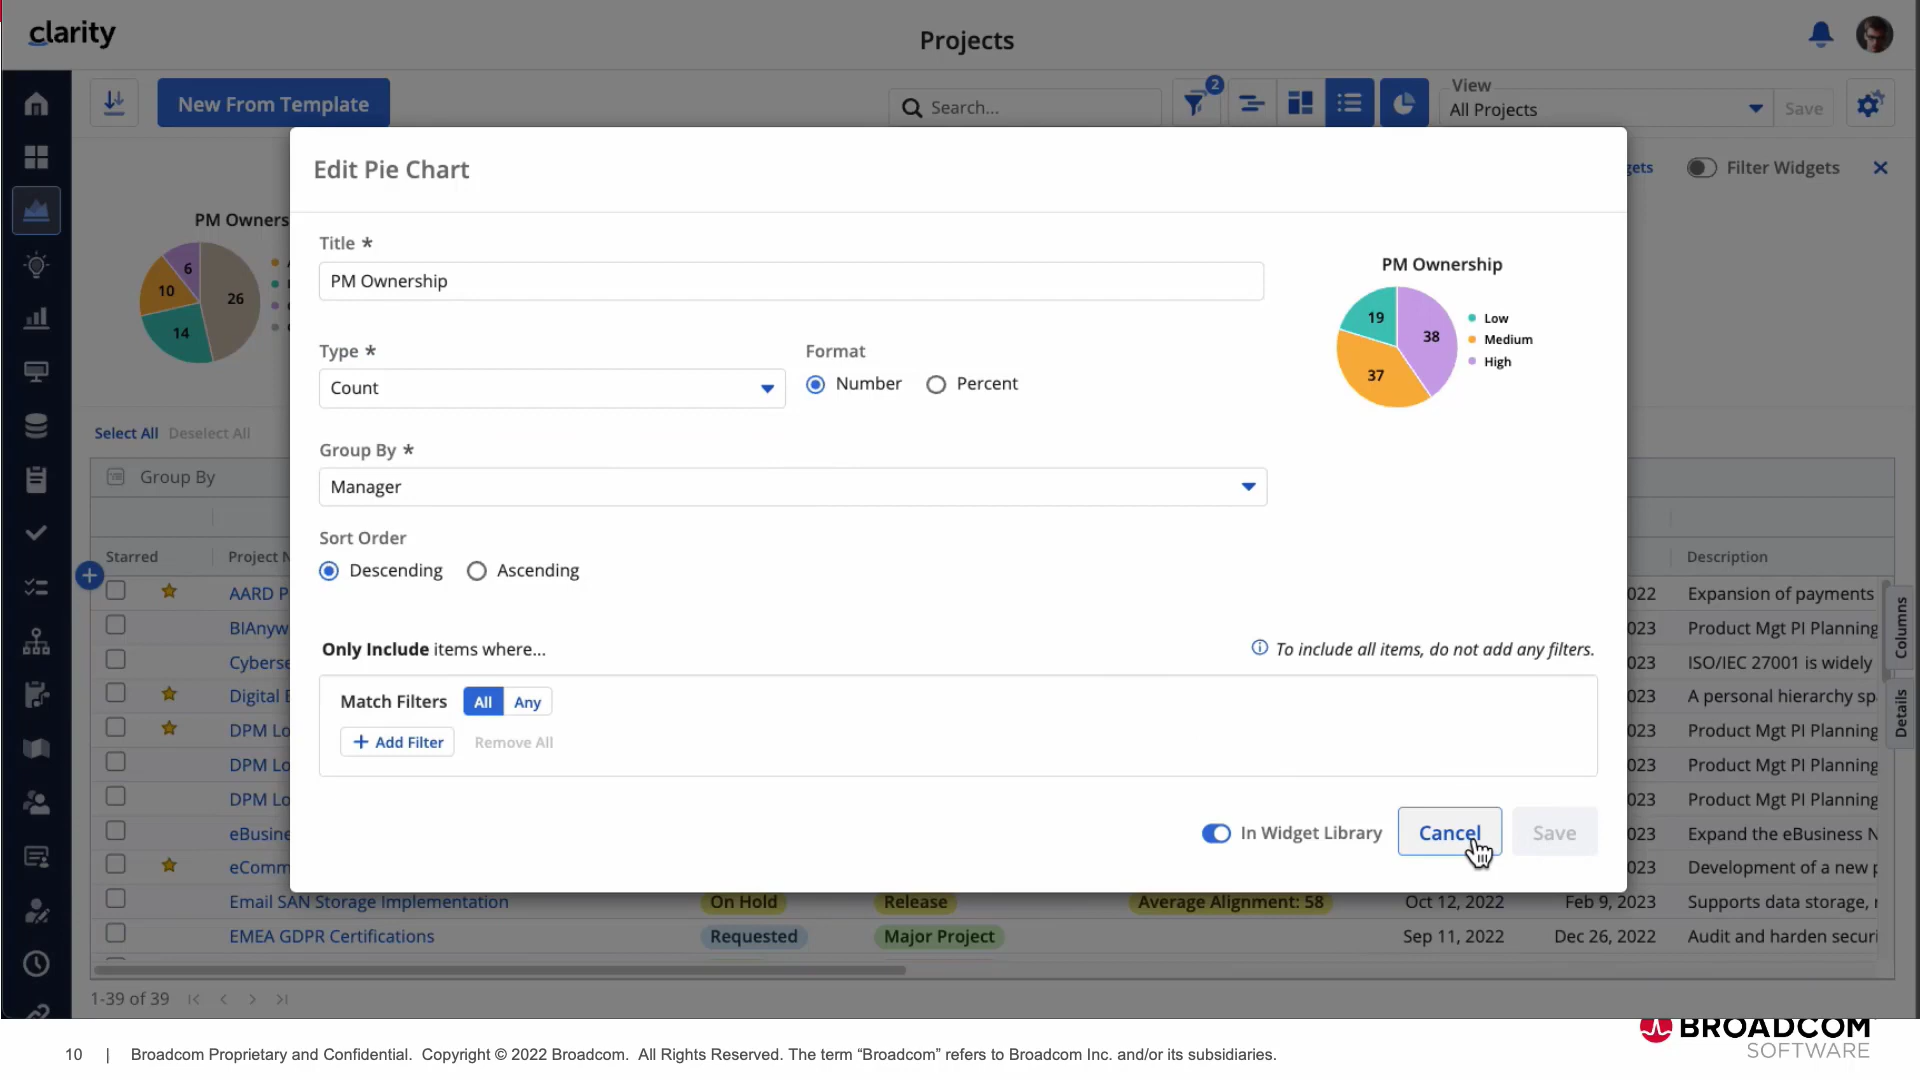 clarity
Projects
New From Template
Search...
2
View
All Projects
Save
Edit Pie Chart
gets
Filter Widgets
PM Owners
6
26
10
14
Title *
PM Ownership
Type *
Count
Format
Number
Percent
PM Ownership
19
38
37
Low
Medium
High
Select All Deselect All
Group By *
Manager
Group By
Sort Order
Descending
Ascending
Starred
Project N
Description
AARD P
022
Expansion of payments
BIAnyw
023
Product Mgt PI Planning
Only Include items where...
To include all items, do not add any filters.
Cyberse
023
ISO/IEC 27001 is widely
Digital
023
A personal hierarchy sp
Match Filters All Any
DPM Lo
023
Product Mgt PI Planning
+ Add Filter
Remove All
DPM Lo
023
Product Mgt PI Planning
DPM Lo
023
Product Mgt PI Planning
eBusine
023
Expand the eBusiness N
In Widget Library
Cancel
Save
eComm
023
Development of a new p
Email SAN Storage Implementation
On Hold
Release
Average Alignment: 58
Oct 12, 2022
Feb 9, 2023
Supports data storage,
EMEA GDPR Certifications
Requested
Major Project
Sep 11, 2022
Dec 26, 2022
Audit and harden securi
Columns
Details
1-39 of 39
10 | Broadcom Proprietary and Confidential. Copyright © 2022 Broadcom. All Rights Reserved. The term “Broadcom” refers to Broadcom Inc. and/or its subsidiaries.
BROADCOM
SOFTWARE